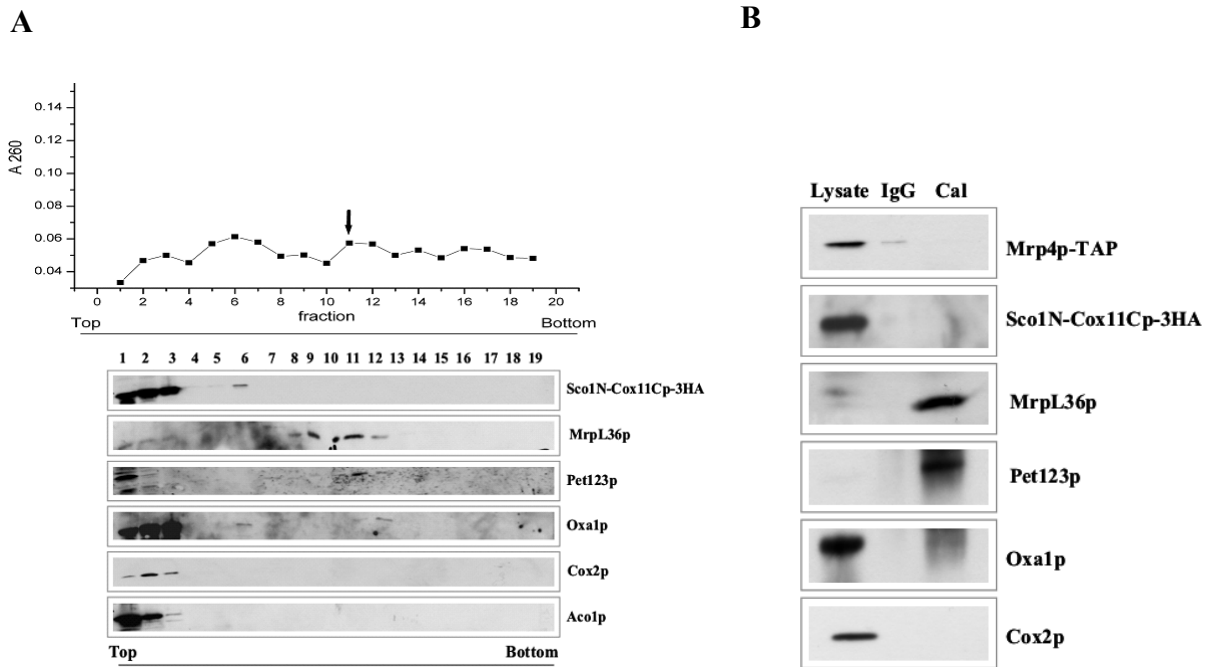 A
B
0.14
0.12
0.10
0.08
0.06
0.04
A 260
0 2 4 6 8 10 12 14 16 18 20
fraction
Top Bottom
1 2 3 4 5 6 7 8 9 10 11 12 13 14 15 16 17 18 19
Sco1N-Cox11Cp-3HA
MrpL36p
Pet123p
Oxa1p
Cox2p
Aco1p
Top Bottom
Lysate IgG Cal
Mrp4p-TAP
Sco1N-Cox11Cp-3HA
MrpL36p
Pet123p
Oxa1p
Cox2p